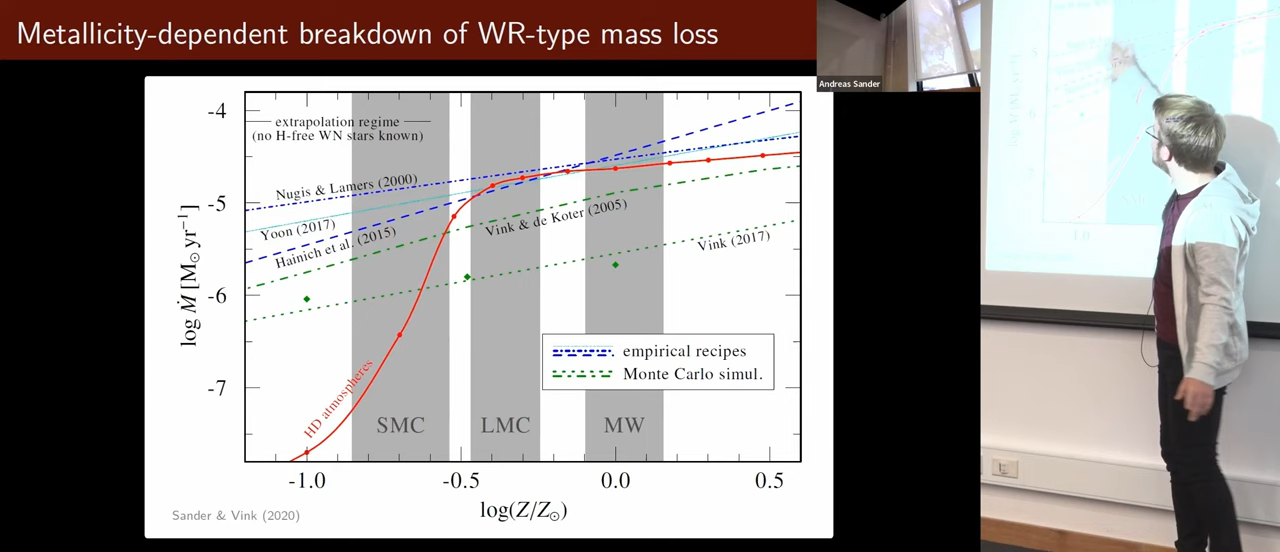 Metallicity-dependent breakdown of WR-type mass loss
Andreas Sander
-4
-5
-6
-7
log Ṁ [M⊙ yr⁻¹]
extrapolation regime
(no H-free WN stars known)
Nugis & Lamers (2000)
Yoon (2017)
Hainich et al. (2015)
Vink & de Koter (2005)
Vink (2017)
HD atmospheres
empirical recipes
Monte Carlo simul.
SMC
LMC
MW
-1.0
-0.5
0.0
0.5
log(Z/Z⊙)
Sander & Vink (2020)